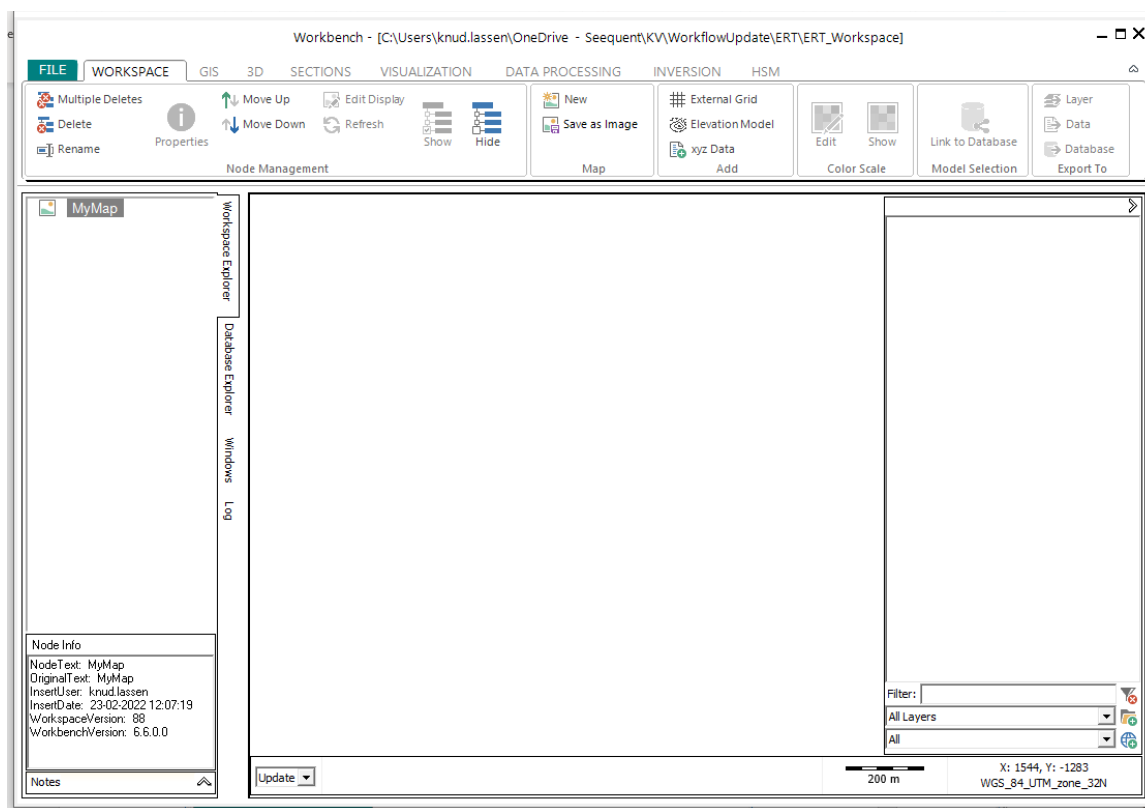 e
Workbench - [C:\Users\knud.lassen\OneDrive - Seequent\KV\WorkflowUpdate\ERT\ERT_Workspace]
FILE WORKSPACE GIS 3D SECTIONS VISUALIZATION DATA PROCESSING INVERSION HSM
Multiple Deletes Move Up Edit Display New External Grid Layer
Delete Move Down Refresh Save as Image Elevation Model Data
Rename Properties Show Hide xyz Data Edit Show Link to Database Database
Node Management Map Add Color Scale Model Selection Export To
MyMap
Workspace Explorer
Database Explorer
Windows
Log
Node Info
NodeText: MyMap
OriginalText: MyMap
InsertUser: knud.lassen
InsertDate: 23-02-2022 12:07:19
WorkspaceVersion: 88
WorkbenchVersion: 6.6.0.0
Notes
Filter:
All Layers
All
Update
200 m
X: 1544, Y: -1283
WGS_84_UTM_zone_32N